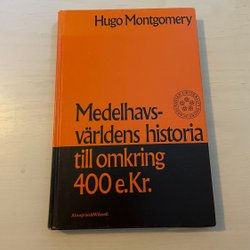 Hugo Montgomery
Medelhavs-
världens historia
till omkring
400 e.Kr.
Almqvist&Wiksell